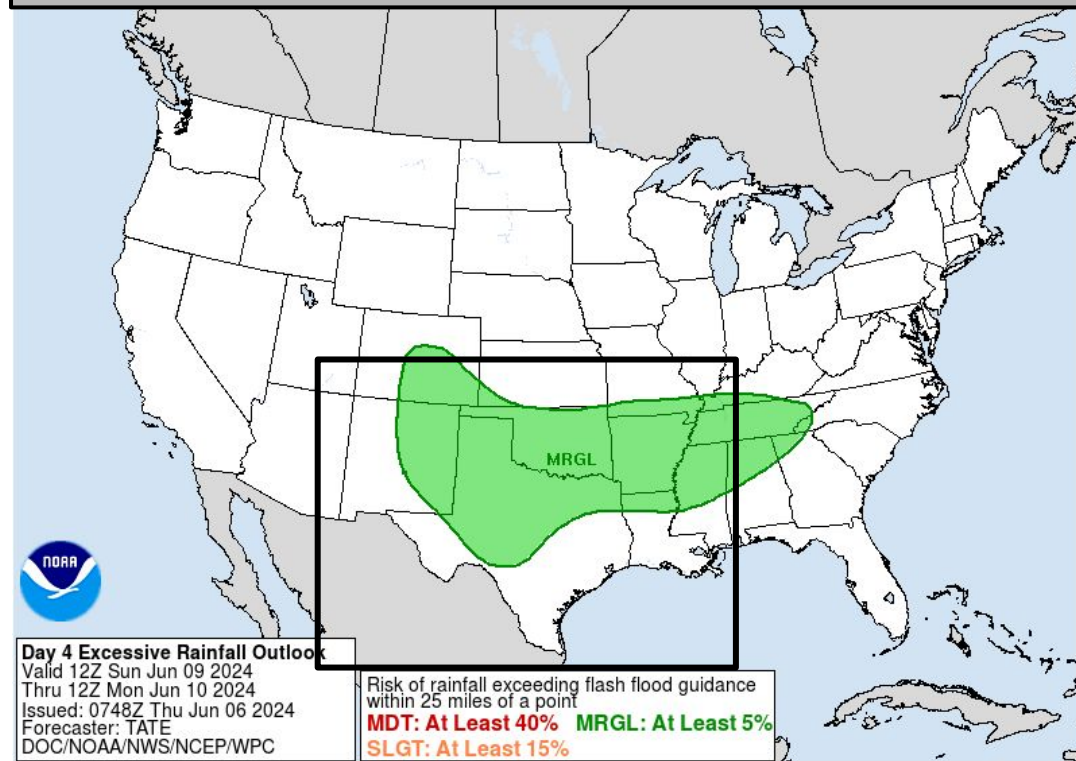 MRGL
NOAA
Day 4 Excessive Rainfall Outlook
Valid 12Z Sun Jun 09 2024
Thru 12Z Mon Jun 10 2024
Issued: 0748Z Thu Jun 06 2024
Forecaster: TATE
DOC/NOAA/NWS/NCEP/WPC
Risk of rainfall exceeding flash flood guidance
within 25 miles of a point
MDT: At Least 40% MRGL: At Least 5%
SLGT: At Least 15%